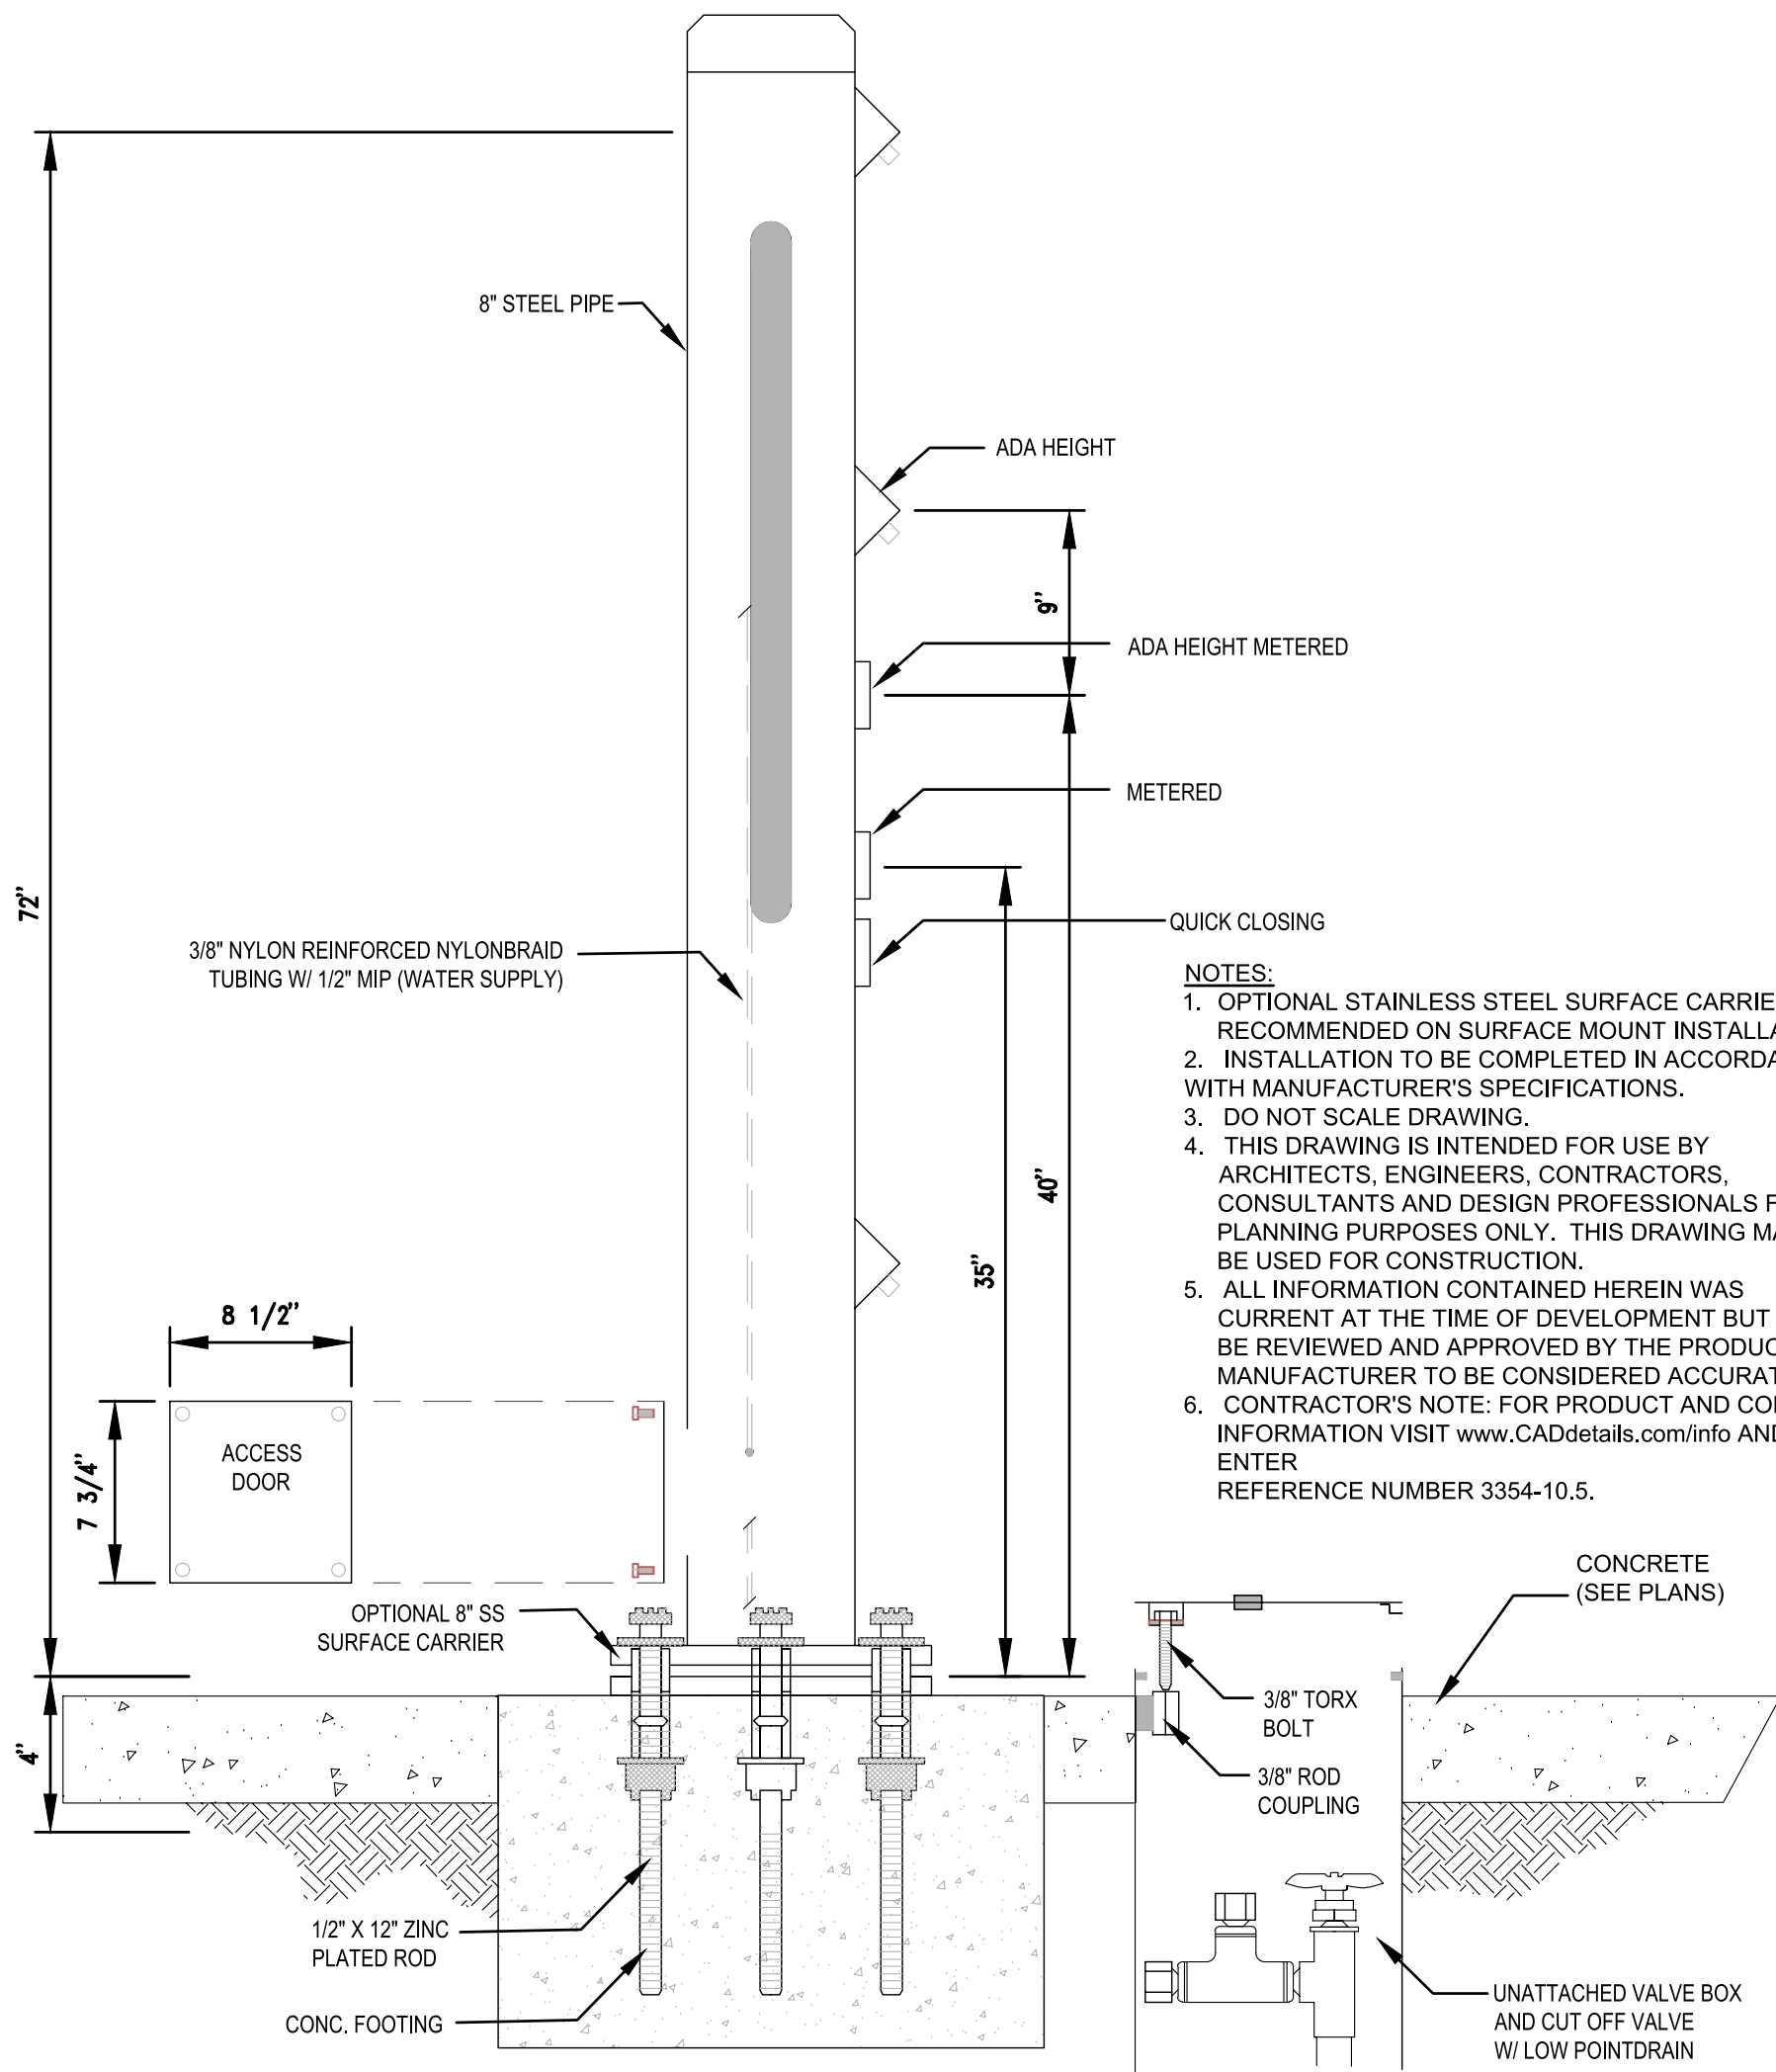 8" STEEL PIPE
ADA HEIGHT
9"
ADA HEIGHT METERED
METERED
72"
QUICK CLOSING
3/8" NYLON REINFORCED NYLONBRAID
TUBING W/ 1/2" MIP (WATER SUPPLY)
NOTES:
1. OPTIONAL STAINLESS STEEL SURFACE CARRIE
RECOMMENDED ON SURFACE MOUNT INSTALLA
2. INSTALLATION TO BE COMPLETED IN ACCORDA
WITH MANUFACTURER'S SPECIFICATIONS.
3. DO NOT SCALE DRAWING.
4. THIS DRAWING IS INTENDED FOR USE BY
ARCHITECTS, ENGINEERS, CONTRACTORS,
CONSULTANTS AND DESIGN PROFESSIONALS F
PLANNING PURPOSES ONLY. THIS DRAWING MA
BE USED FOR CONSTRUCTION.
5. ALL INFORMATION CONTAINED HEREIN WAS
CURRENT AT THE TIME OF DEVELOPMENT BUT
BE REVIEWED AND APPROVED BY THE PRODUC
MANUFACTURER TO BE CONSIDERED ACCURAT
6. CONTRACTOR'S NOTE: FOR PRODUCT AND CO
INFORMATION VISIT www.CADdetails.com/info AND
ENTER
REFERENCE NUMBER 3354-10.5.
40"
35"
8 1/2"
7 3/4"
ACCESS
DOOR
OPTIONAL 8" SS
SURFACE CARRIER
CONCRETE
(SEE PLANS)
4"
3/8" TORX
BOLT
3/8" ROD
COUPLING
1/2" X 12" ZINC
PLATED ROD
CONC. FOOTING
UNATTACHED VALVE BOX
AND CUT OFF VALVE
W/ LOW POINTDRAIN